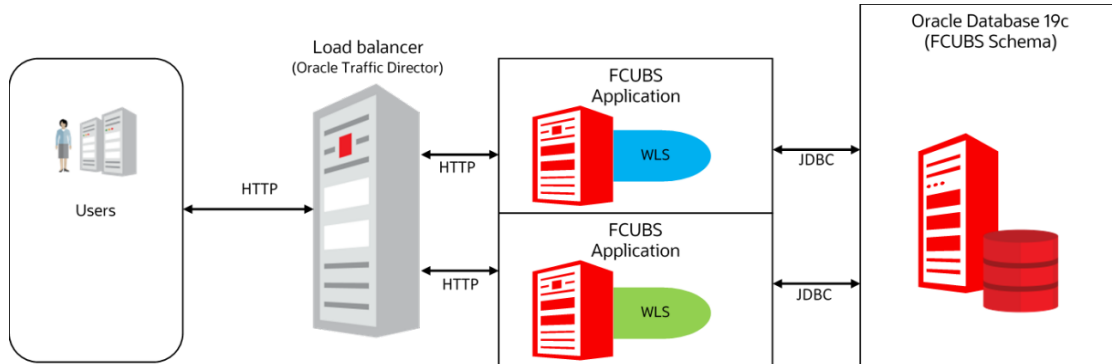 Users
HTTP
Load balancer
(Oracle Traffic Director)
HTTP
HTTP
FCUBS
Application
WLS
FCUBS
Application
WLS
JDBC
JDBC
Oracle Database 19c
(FCUBS Schema)